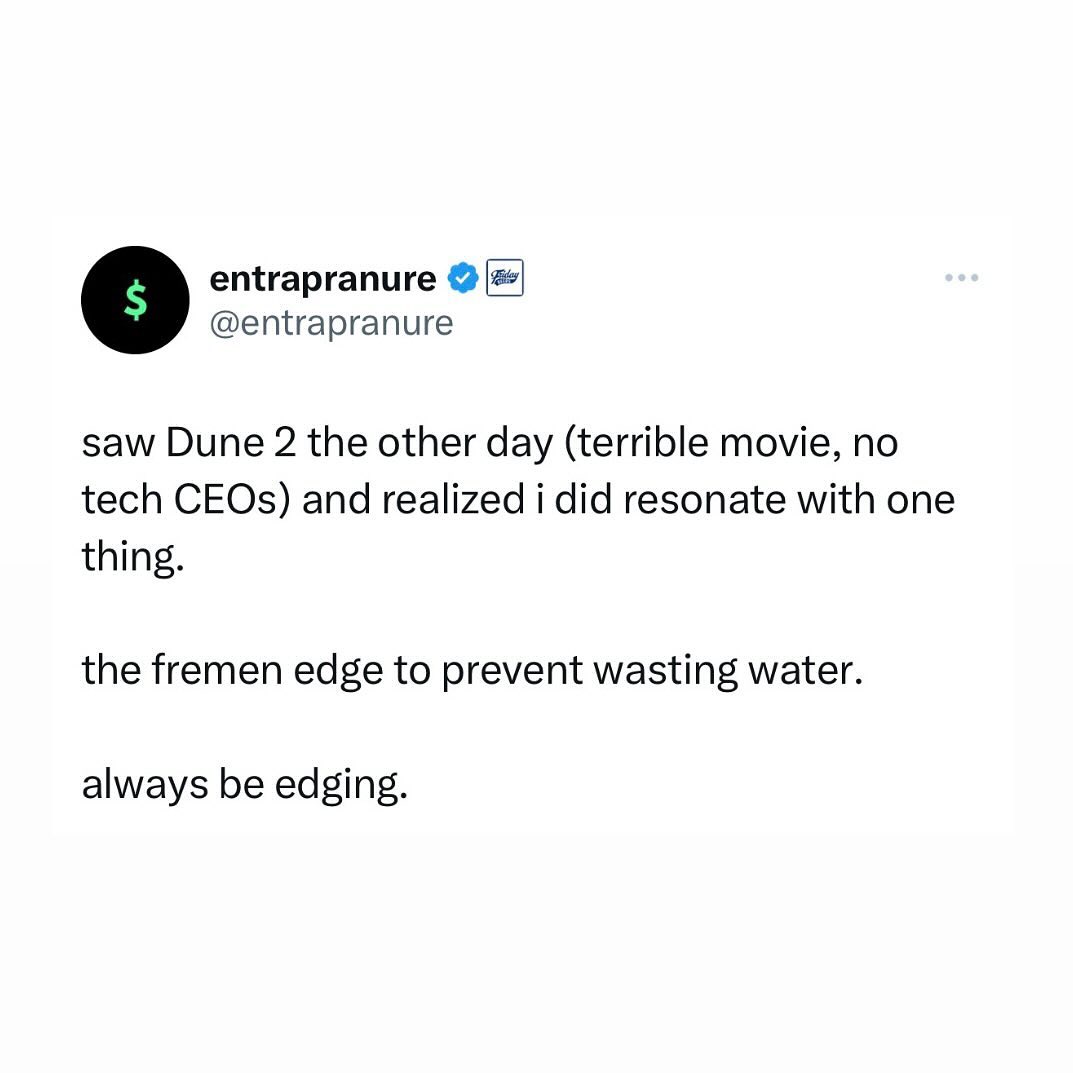 entrapranure
Friday
@entrapranure
saw Dune 2 the other day (terrible movie, no
tech CEOs) and realized i did resonate with one
thing.
the fremen edge to prevent wasting water.
always be edging.